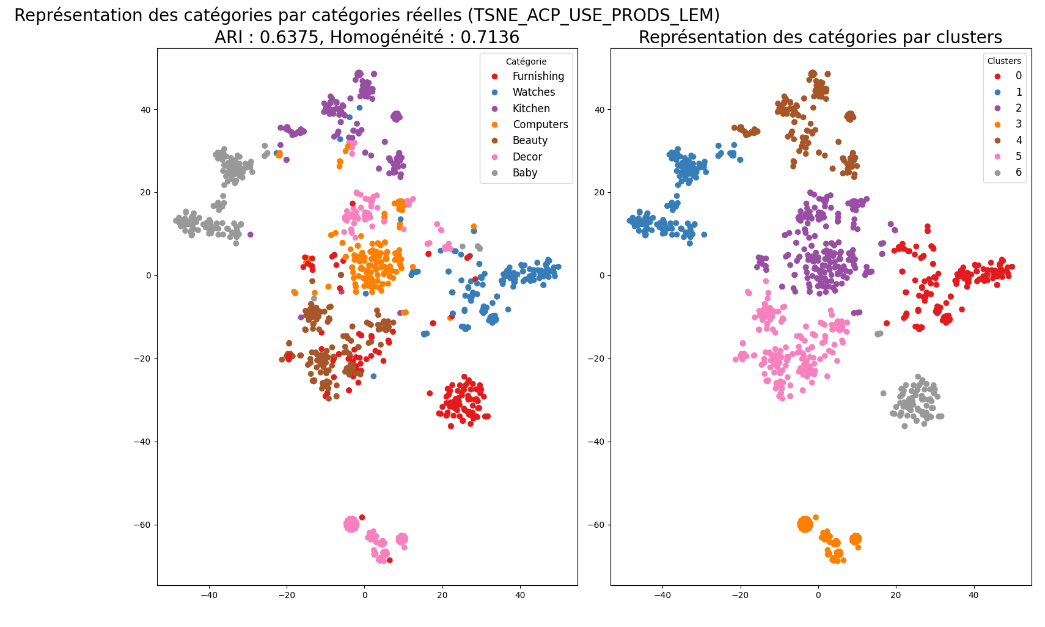 Représentation des catégories par catégories réelles (TSNE_ACP_USE_PRODS_LEM)
ARI : 0.6375, Homogénéité : 0.7136
Catégorie
Furnishing
Watches
Kitchen
Computers
Beauty
Decor
Baby
40
20
0
−20
−40
−60
−40
−20
0
20
40
Représentation des catégories par clusters
Clusters
0
1
2
3
4
5
6
40
20
0
−20
−40
−60
−40
−20
0
20
40